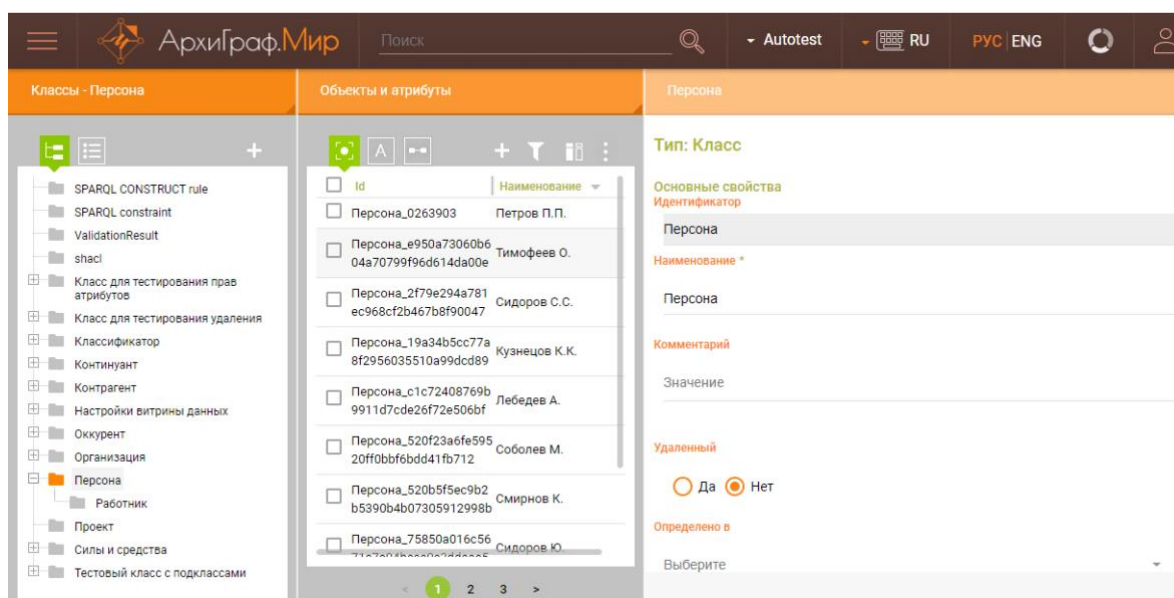 АрхиГраф.Мир
Поиск
Autotest
RU
РУС ENG
Классы - Персона
Объекты и атрибуты
Персона
SPARQL CONSTRUCT rule
SPARQL constraint
ValidationResult
shacl
Класс для тестирования прав
атрибутов
Класс для тестирования удаления
Классификатор
Континуант
Контрагент
Настройки витрины данных
Оккурент
Организация
Персона
Работник
Проект
Силы и средства
Тестовый класс с подклассами
A
Id Наименование
Персона_0263903 Петров П.П.
Персона_e950a73060b6
04a70799f96d614da00e Тимофеев О.
Персона_2f79e294a781
ec968cf2b467b8f90047 Сидоров С.С.
Персона_19a34b5cc77a
8f2956035510a99dcd89 Кузнецов К.К.
Персона_c1c72408769b
9911d7cde26f72e506bf Лебедев А.
Персона_520f23a6fe595
20ff0bbf6bdd41fb712 Соболев М.
Персона_520b5f5ec9b2
b5390b4b07305912998b Смирнов К.
Персона_75850a016c56
Сидоров Ю.
< 1 2 3 >
Тип: Класс
Основные свойства
Идентификатор
Персона
Наименование *
Персона
Комментарий
Значение
Удаленный
Да Нет
Определено в
Выберите